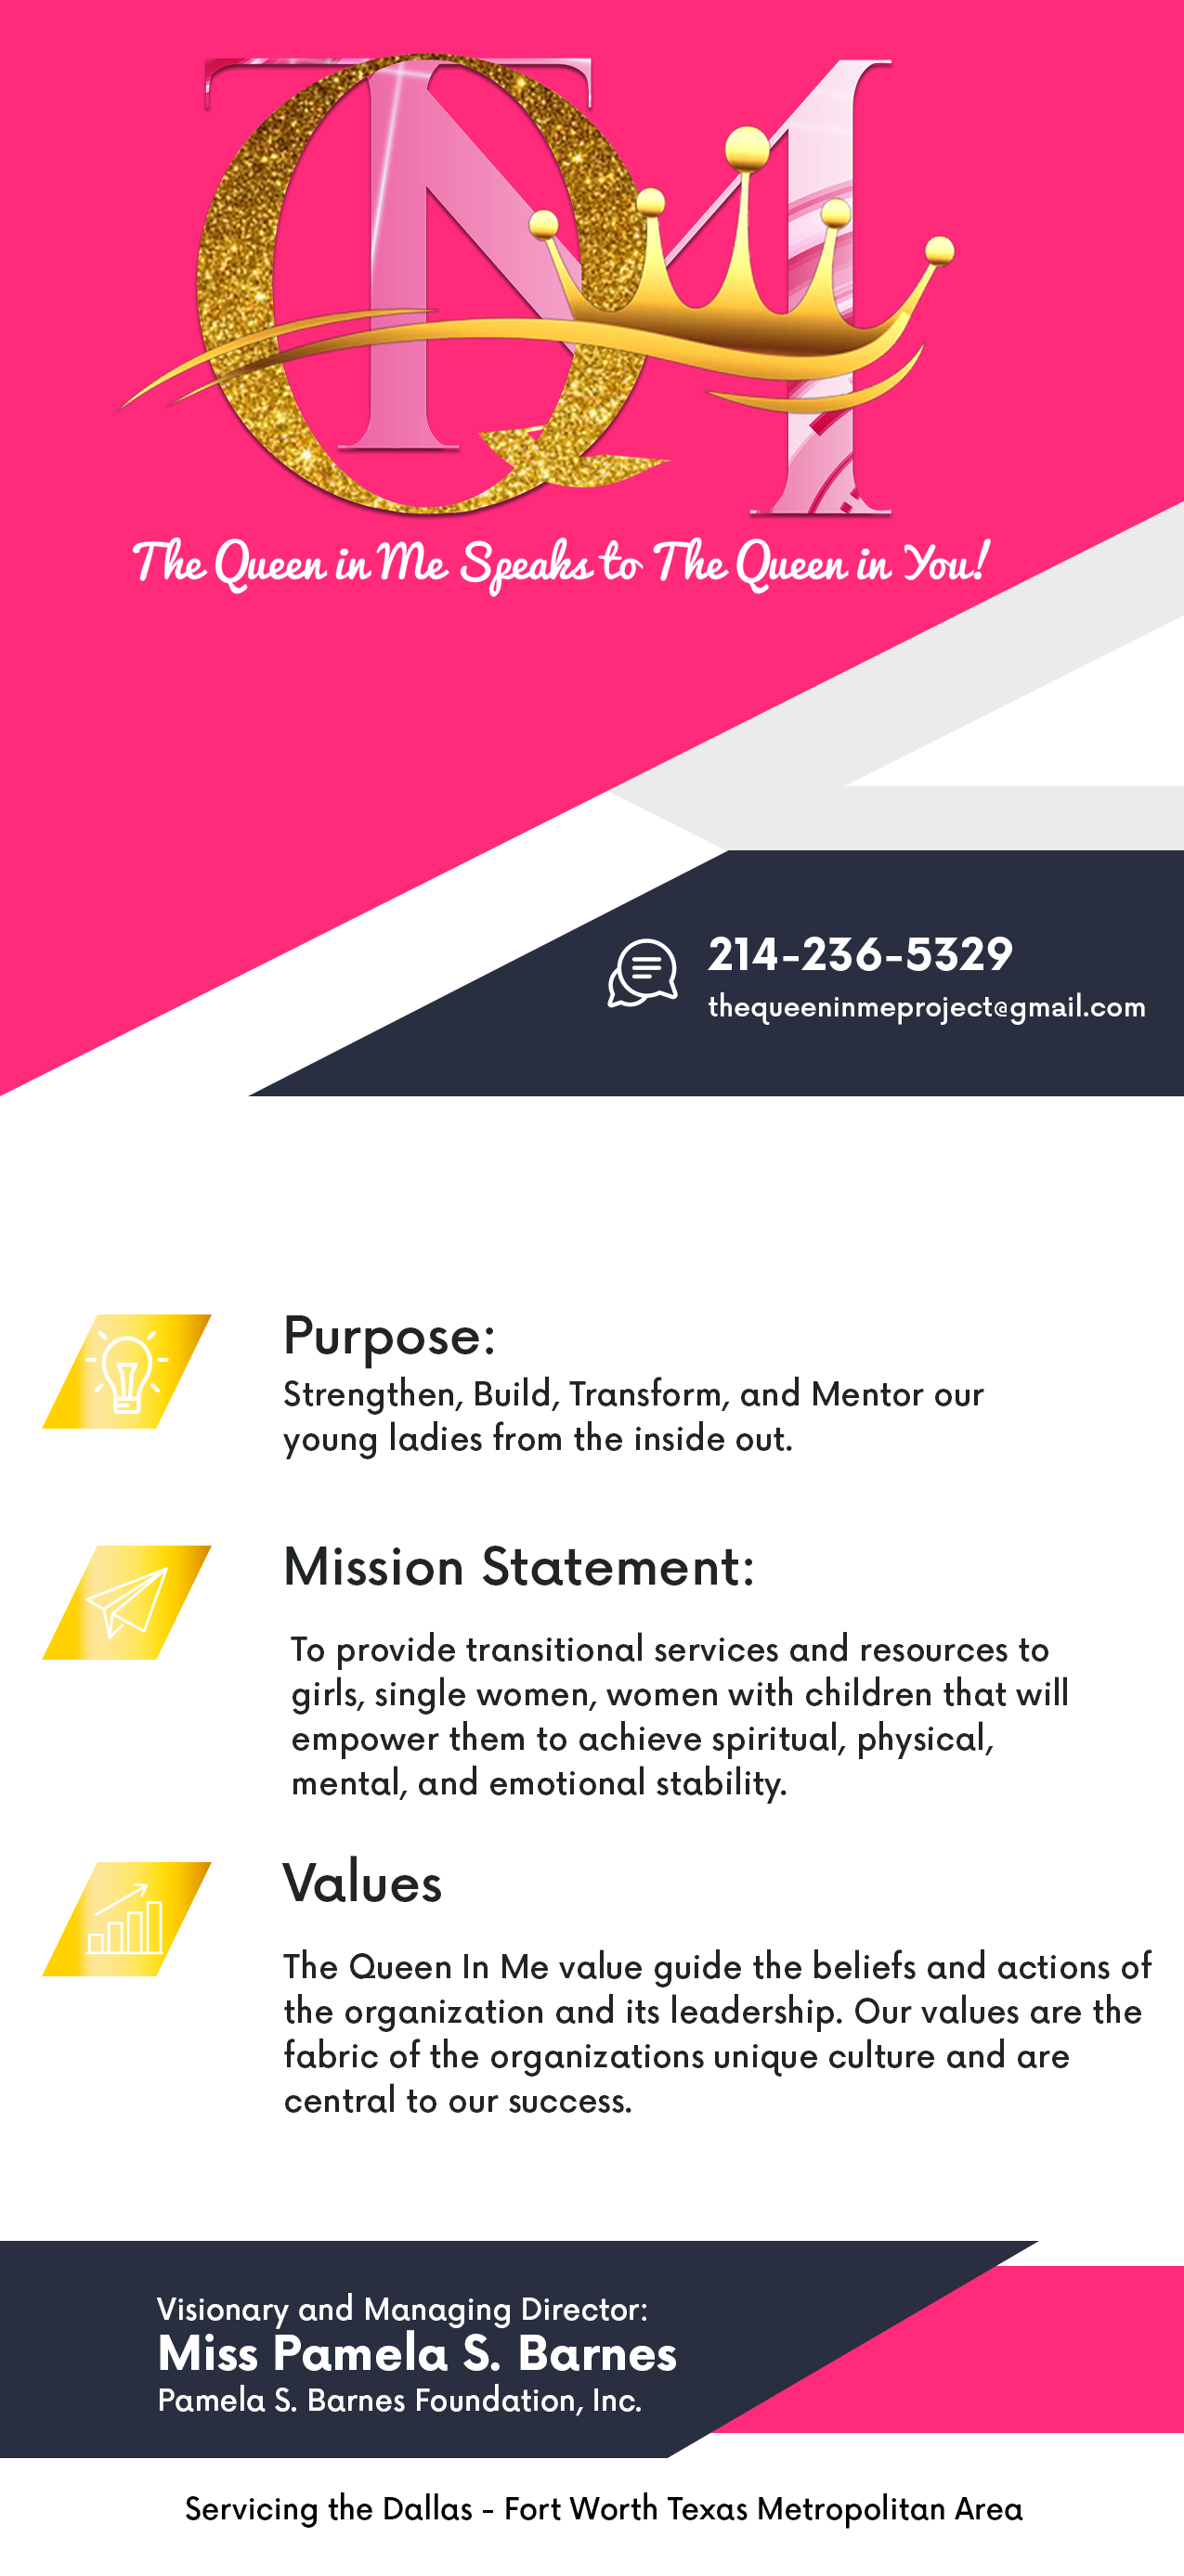 TQM
The Queen in Me Speaks to The Queen in You!
214-236-5329
thequeeninmeproject@gmail.com
Purpose:
Strengthen, Build, Transform, and Mentor our
young ladies from the inside out.
Mission Statement:
To provide transitional services and resources to
girls, single women, women with children that will
empower them to achieve spiritual, physical,
mental, and emotional stability.
Values
The Queen In Me value guide the beliefs and actions of
the organization and its leadership. Our values are the
fabric of the organizations unique culture and are
central to our success.
Visionary and Managing Director:
Miss Pamela S. Barnes
Pamela S. Barnes Foundation, Inc.
Servicing the Dallas - Fort Worth Texas Metropolitan Area